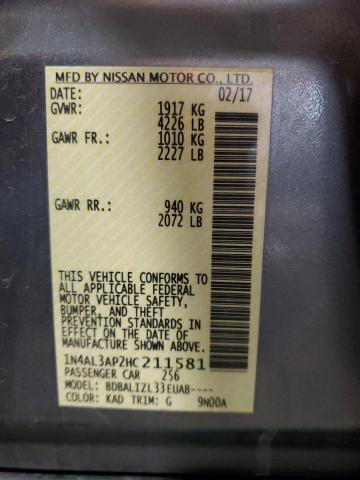 MFD BY NISSAN MOTOR CO., LTD.
DATE: 02/17
GVWR: 1917 KG
4226 LB
GAWR FR.: 1010 KG
2227 LB
GAWR RR.: 940 KG
2072 LB
THIS VEHICLE CONFORMS TO
ALL APPLICABLE FEDERAL
MOTOR VEHICLE SAFETY,
BUMPER, AND THEFT
PREVENTION STANDARDS IN
EFFECT ON THE DATE OF
MANUFACTURE SHOWN ABOVE.
1N4AL3AP2HC211581
PASSENGER CAR 256
MODEL: BDBALIZL33EUAB----
COLOR: KAD TRIM: G 9N00A